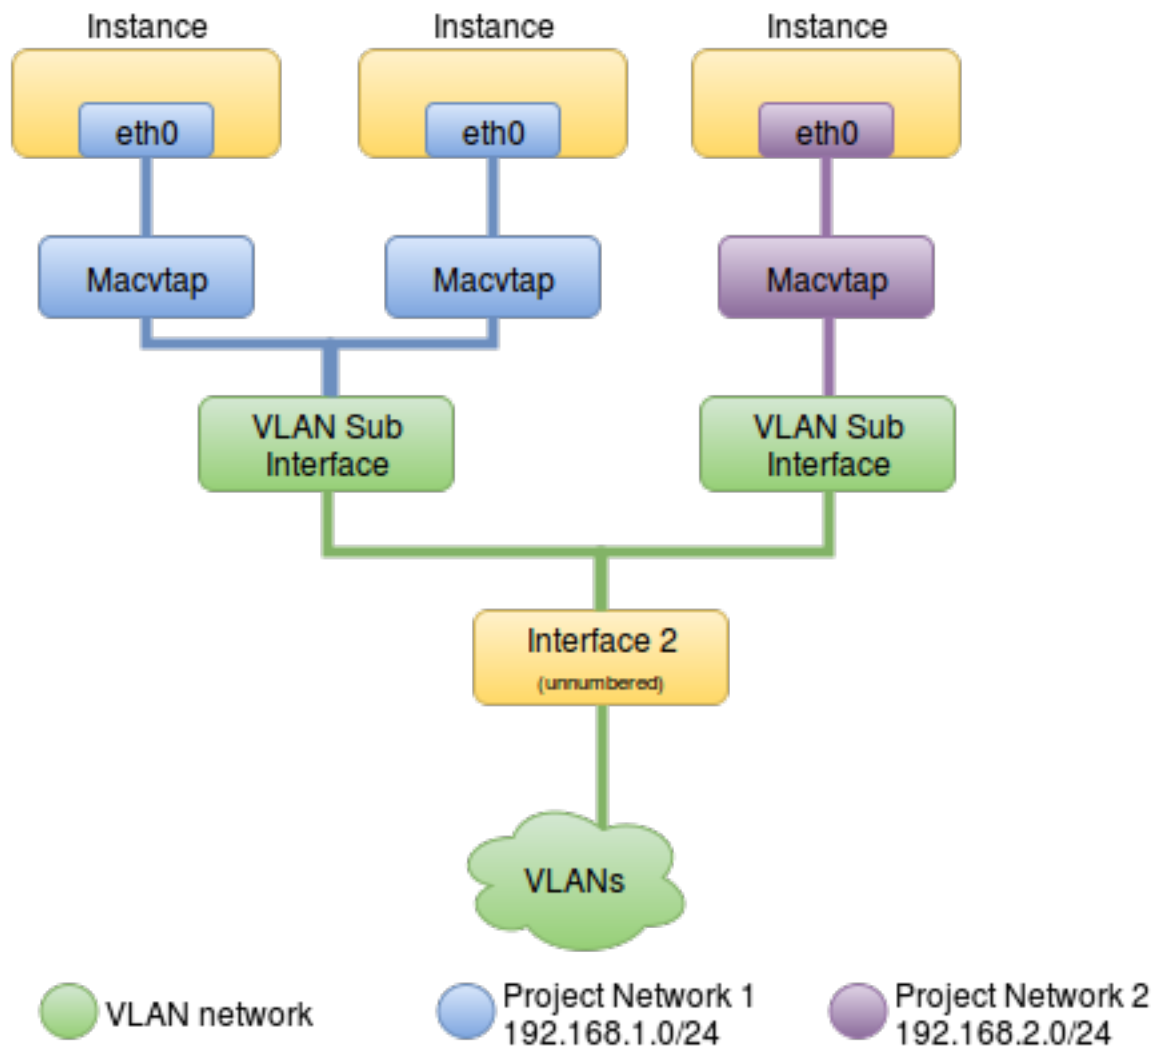 Instance
Instance
Instance
eth0
eth0
eth0
Macvtap
Macvtap
Macvtap
VLAN Sub
Interface
VLAN Sub
Interface
Interface 2
(unnumbered)
VLANs
VLAN network
Project Network 1
192.168.1.0/24
Project Network 2
192.168.2.0/24